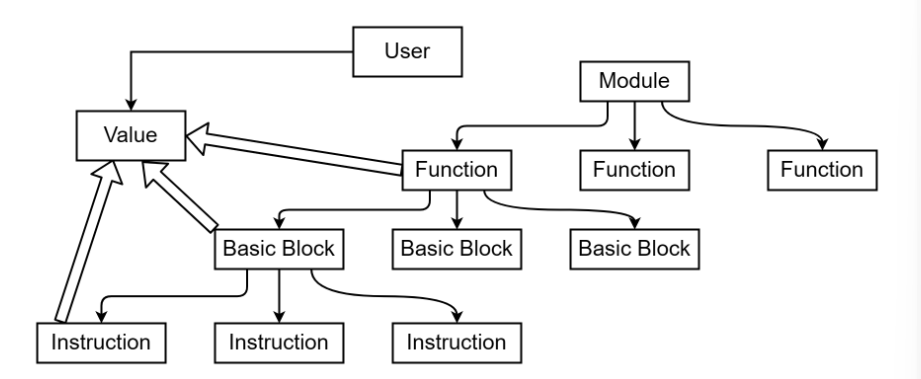 User
Module
Value
Function
Function
Function
Basic Block
Basic Block
Basic Block
Instruction
Instruction
Instruction